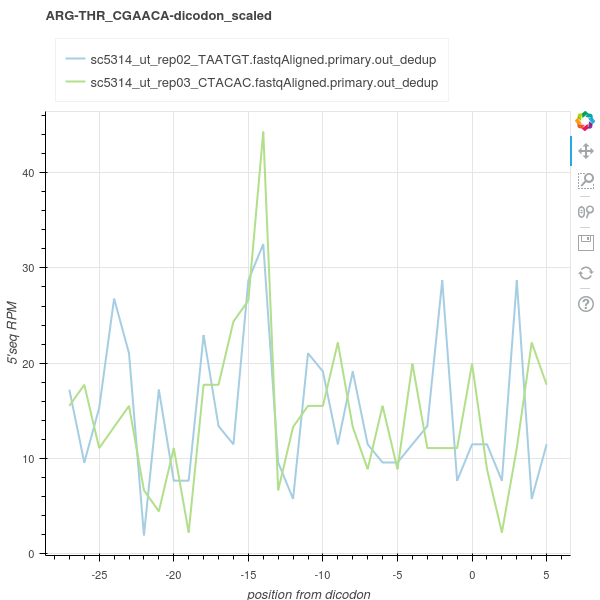 ARG-THR_CGAACA-dicodon_scaled
sc5314_ut_rep02_TAATGT.fastqAligned.primary.out_dedup
sc5314_ut_rep03_CTACAC.fastqAligned.primary.out_dedup
40
30
20
10
0
5'seq RPM
-25 -20 -15 -10 -5 0 5
position from dicodon